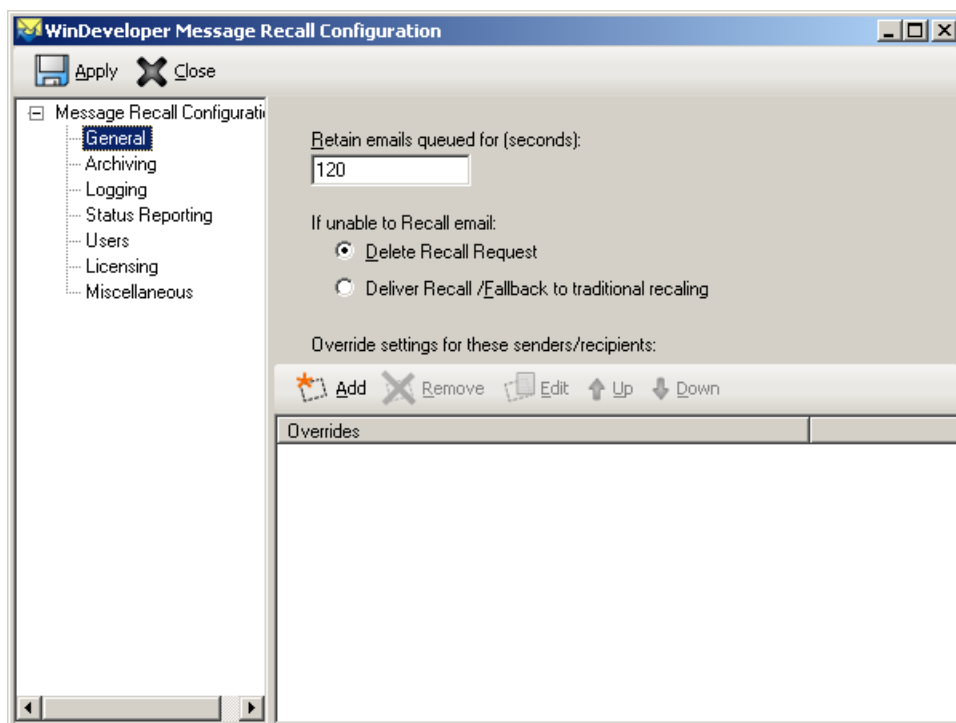 WinDeveloper Message Recall Configuration
Apply Close
Message Recall Configurati
General
Archiving
Logging
Status Reporting
Users
Licensing
Miscellaneous
Retain emails queued for (seconds):
120
If unable to Recall email:
Delete Recall Request
Deliver Recall /Fallback to traditional recaling
Override settings for these senders/recipients:
Add Remove Edit Up Down
Overrides